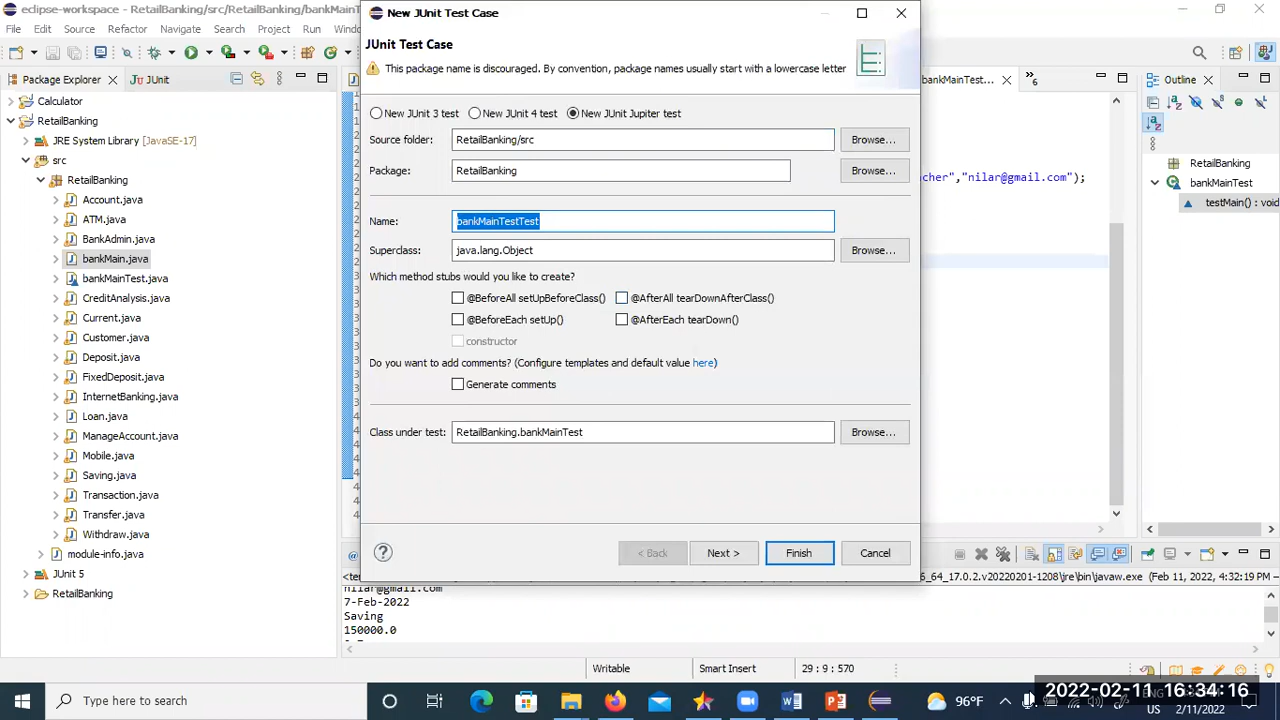 eclipse-workspace - RetailBanking/src/RetailBanking/bankMainT
File Edit Source Refactor Navigate Search Project Run Window
Package Explorer
JUnit
Calculator
RetailBanking
JRE System Library [JavaSE-17]
src
RetailBanking
Account.java
ATM.java
BankAdmin.java
bankMain.java
bankMainTest.java
CreditAnalysis.java
Current.java
Customer.java
Deposit.java
FixedDeposit.java
InternetBanking.java
Loan.java
ManageAccount.java
Mobile.java
Saving.java
Transaction.java
Transfer.java
Withdraw.java
module-info.java
JUnit 5
RetailBanking
New JUnit Test Case
JUnit Test Case
This package name is discouraged. By convention, package names usually start with a lowercase letter
New JUnit 3 test
New JUnit 4 test
New JUnit Jupiter test
Source folder: RetailBanking/src Browse...
Package: RetailBanking Browse...
Name: bankMainTestTest
Superclass: java.lang.Object Browse...
Which method stubs would you like to create?
@BeforeAll setUpBeforeClass() @AfterAll tearDownAfterClass()
@BeforeEach setUp() @AfterEach tearDown()
constructor
Do you want to add comments? (Configure templates and default value here)
Generate comments
Class under test: RetailBanking.bankMainTest Browse...
< Back Next > Finish Cancel
bankMainTest...
6
acher","nilar@gmail.com");
Outline
RetailBanking
bankMainTest
testMain() : void
_64_17.0.2.v20220201-1208\jre\bin\javaw.exe (Feb 11, 2022, 4:32:19 PM
nilar@gmail.com
7-Feb-2022
Saving
150000.0
Writable Smart Insert 29 : 9 : 570
Type here to search
96°F
2022-02-11 16:34:16
ENG
US
2/11/2022